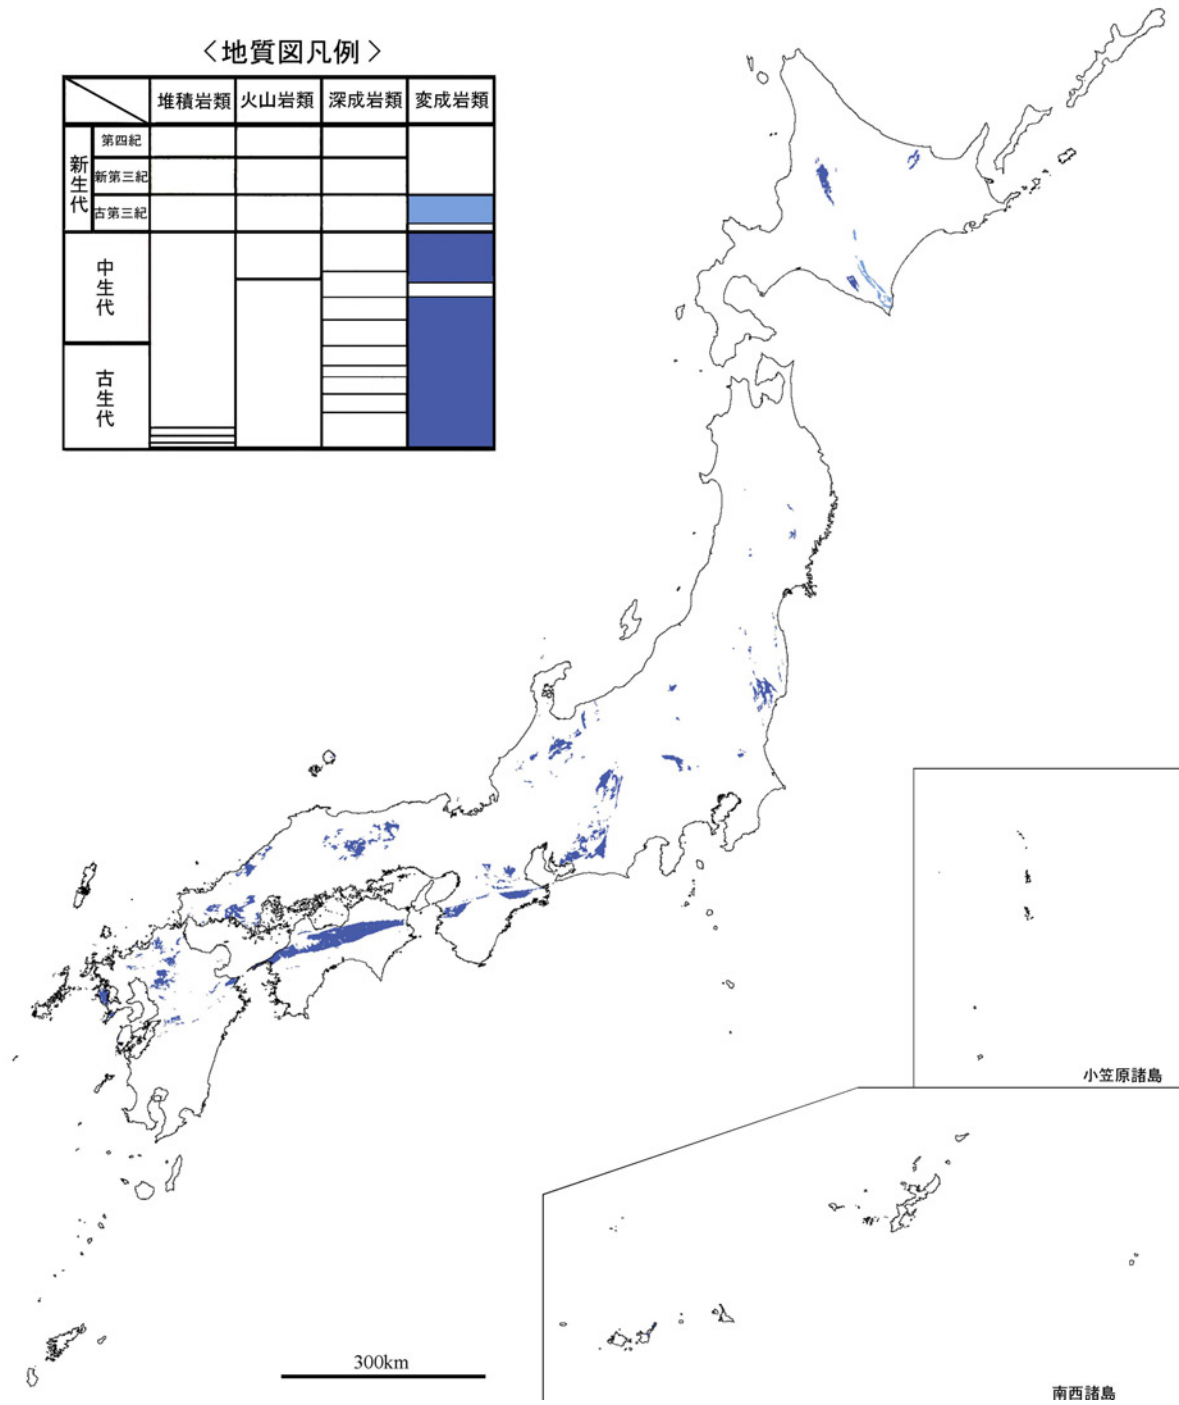 〈地質図凡例〉
堆積岩類 火山岩類 深成岩類 変成岩類
新生代
第四紀
新第三紀
古第三紀
中生代
古生代
小笠原諸島
300km
南西諸島